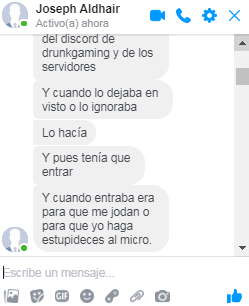 Joseph Aldhair
Activo(a) ahora
del discord de
drunkgaming y de los
servidores
Y cuando lo dejaba en
visto o lo ignoraba
Lo hacía
Y pues tenía que
entrar
Y cuando entraba era
para que me jodan o
para que yo haga
estupideces al micro.
Escribe un mensaje...
GIF